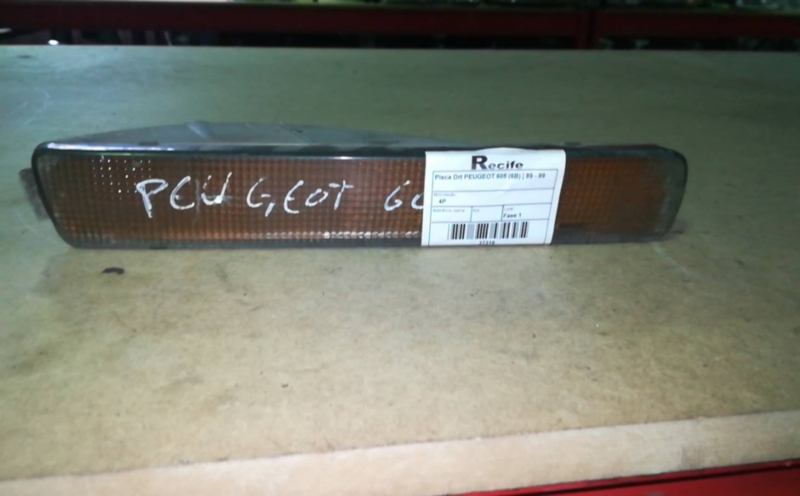 PEUGEOT 60
Recife
Pisca Drt PEUGEOT 605 (6B) | 89 - 99
4P
Fase 1